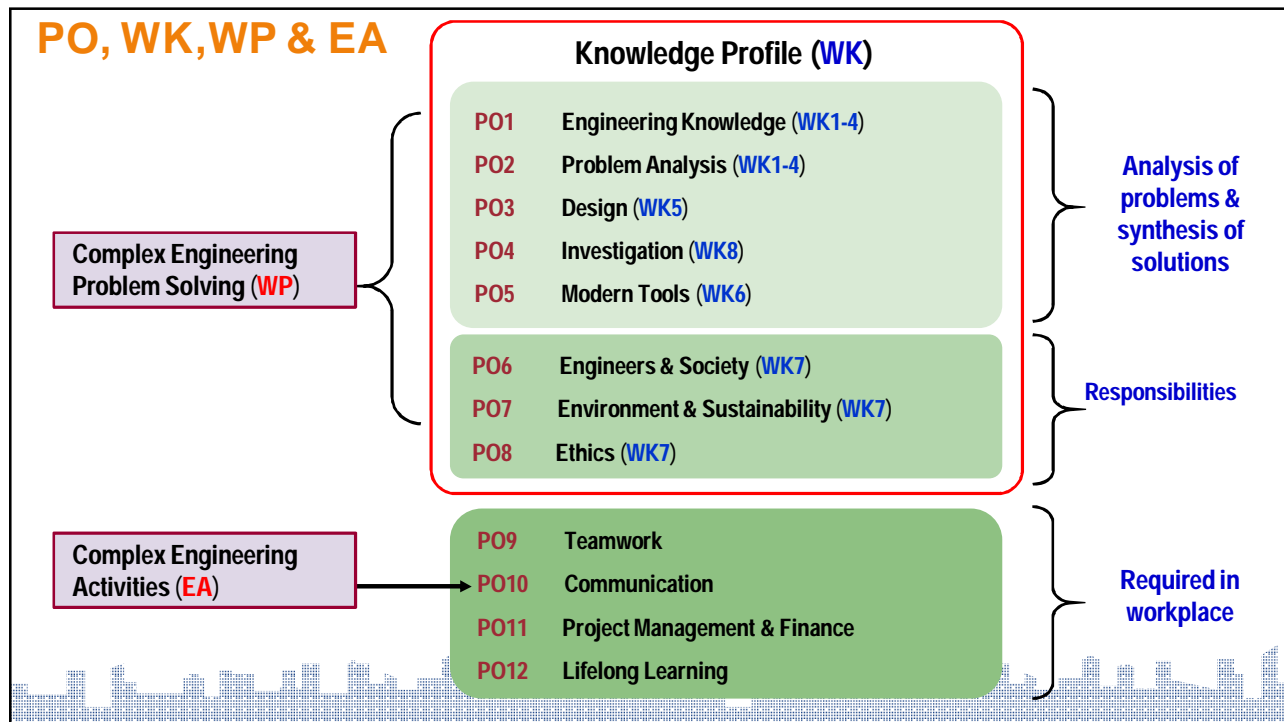 PO, WK,WP & EA
Knowledge Profile (WK)
PO1 Engineering Knowledge (WK1-4)
PO2 Problem Analysis (WK1-4)
PO3 Design (WK5)
PO4 Investigation (WK8)
PO5 Modern Tools (WK6)
Analysis of
problems &
synthesis of
solutions
Complex Engineering
Problem Solving (WP)
PO6 Engineers & Society (WK7)
PO7 Environment & Sustainability (WK7)
PO8 Ethics (WK7)
Responsibilities
Complex Engineering
Activities (EA)
PO9 Teamwork
PO10 Communication
PO11 Project Management & Finance
PO12 Lifelong Learning
Required in
workplace